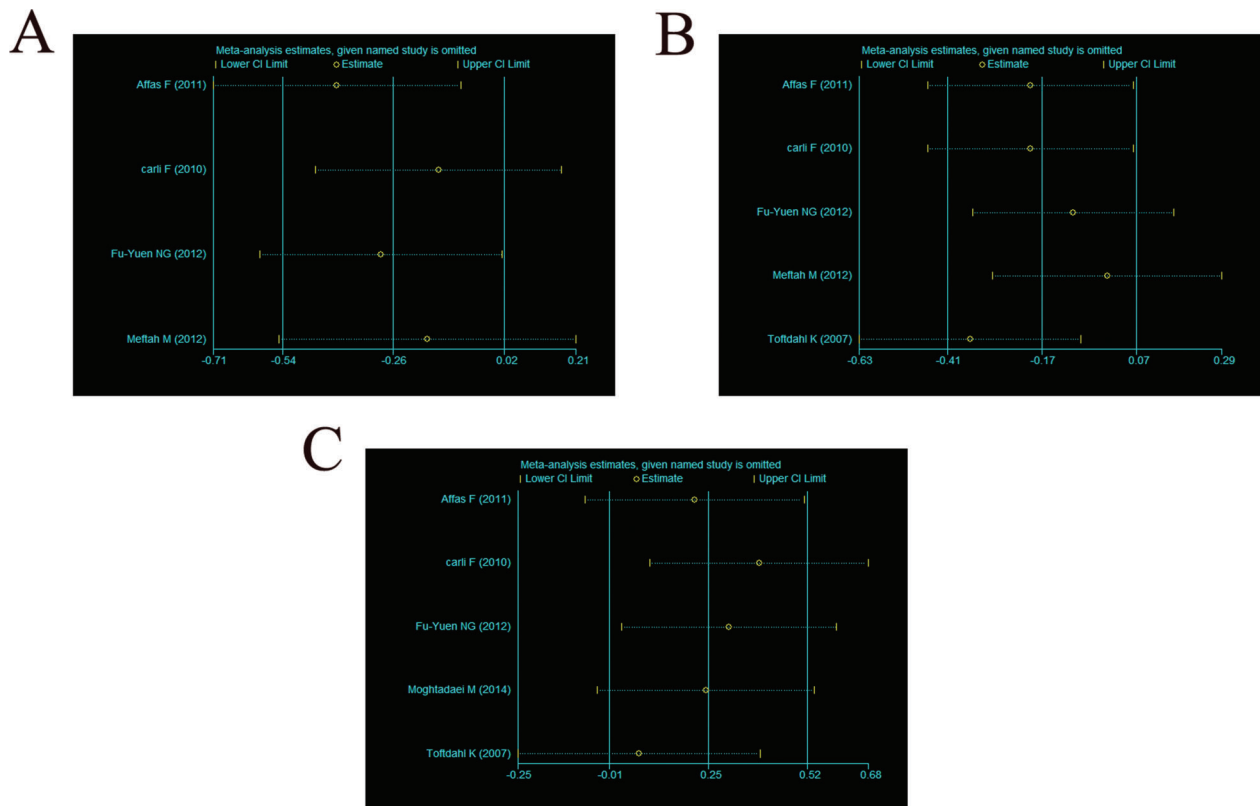 A
Meta-analysis estimates, given named study is omitted
Lower CI Limit Estimate Upper CI Limit
Affas F (2011)
carli F (2010)
Fu-Yuen NG (2012)
Meftah M (2012)
-0.71 -0.54 -0.26 0.02 0.21
B
Meta-analysis estimates, given named study is omitted
Lower CI Limit Estimate Upper CI Limit
Affas F (2011)
carli F (2010)
Fu-Yuen NG (2012)
Meftah M (2012)
Toftdahl K (2007)
-0.63 -0.41 -0.17 0.07 0.29
C
Meta-analysis estimates, given named study is omitted
Lower CI Limit Estimate Upper CI Limit
Affas F (2011)
carli F (2010)
Fu-Yuen NG (2012)
Moghtadaei M (2014)
Toftdahl K (2007)
-0.25 -0.01 0.25 0.52 0.68